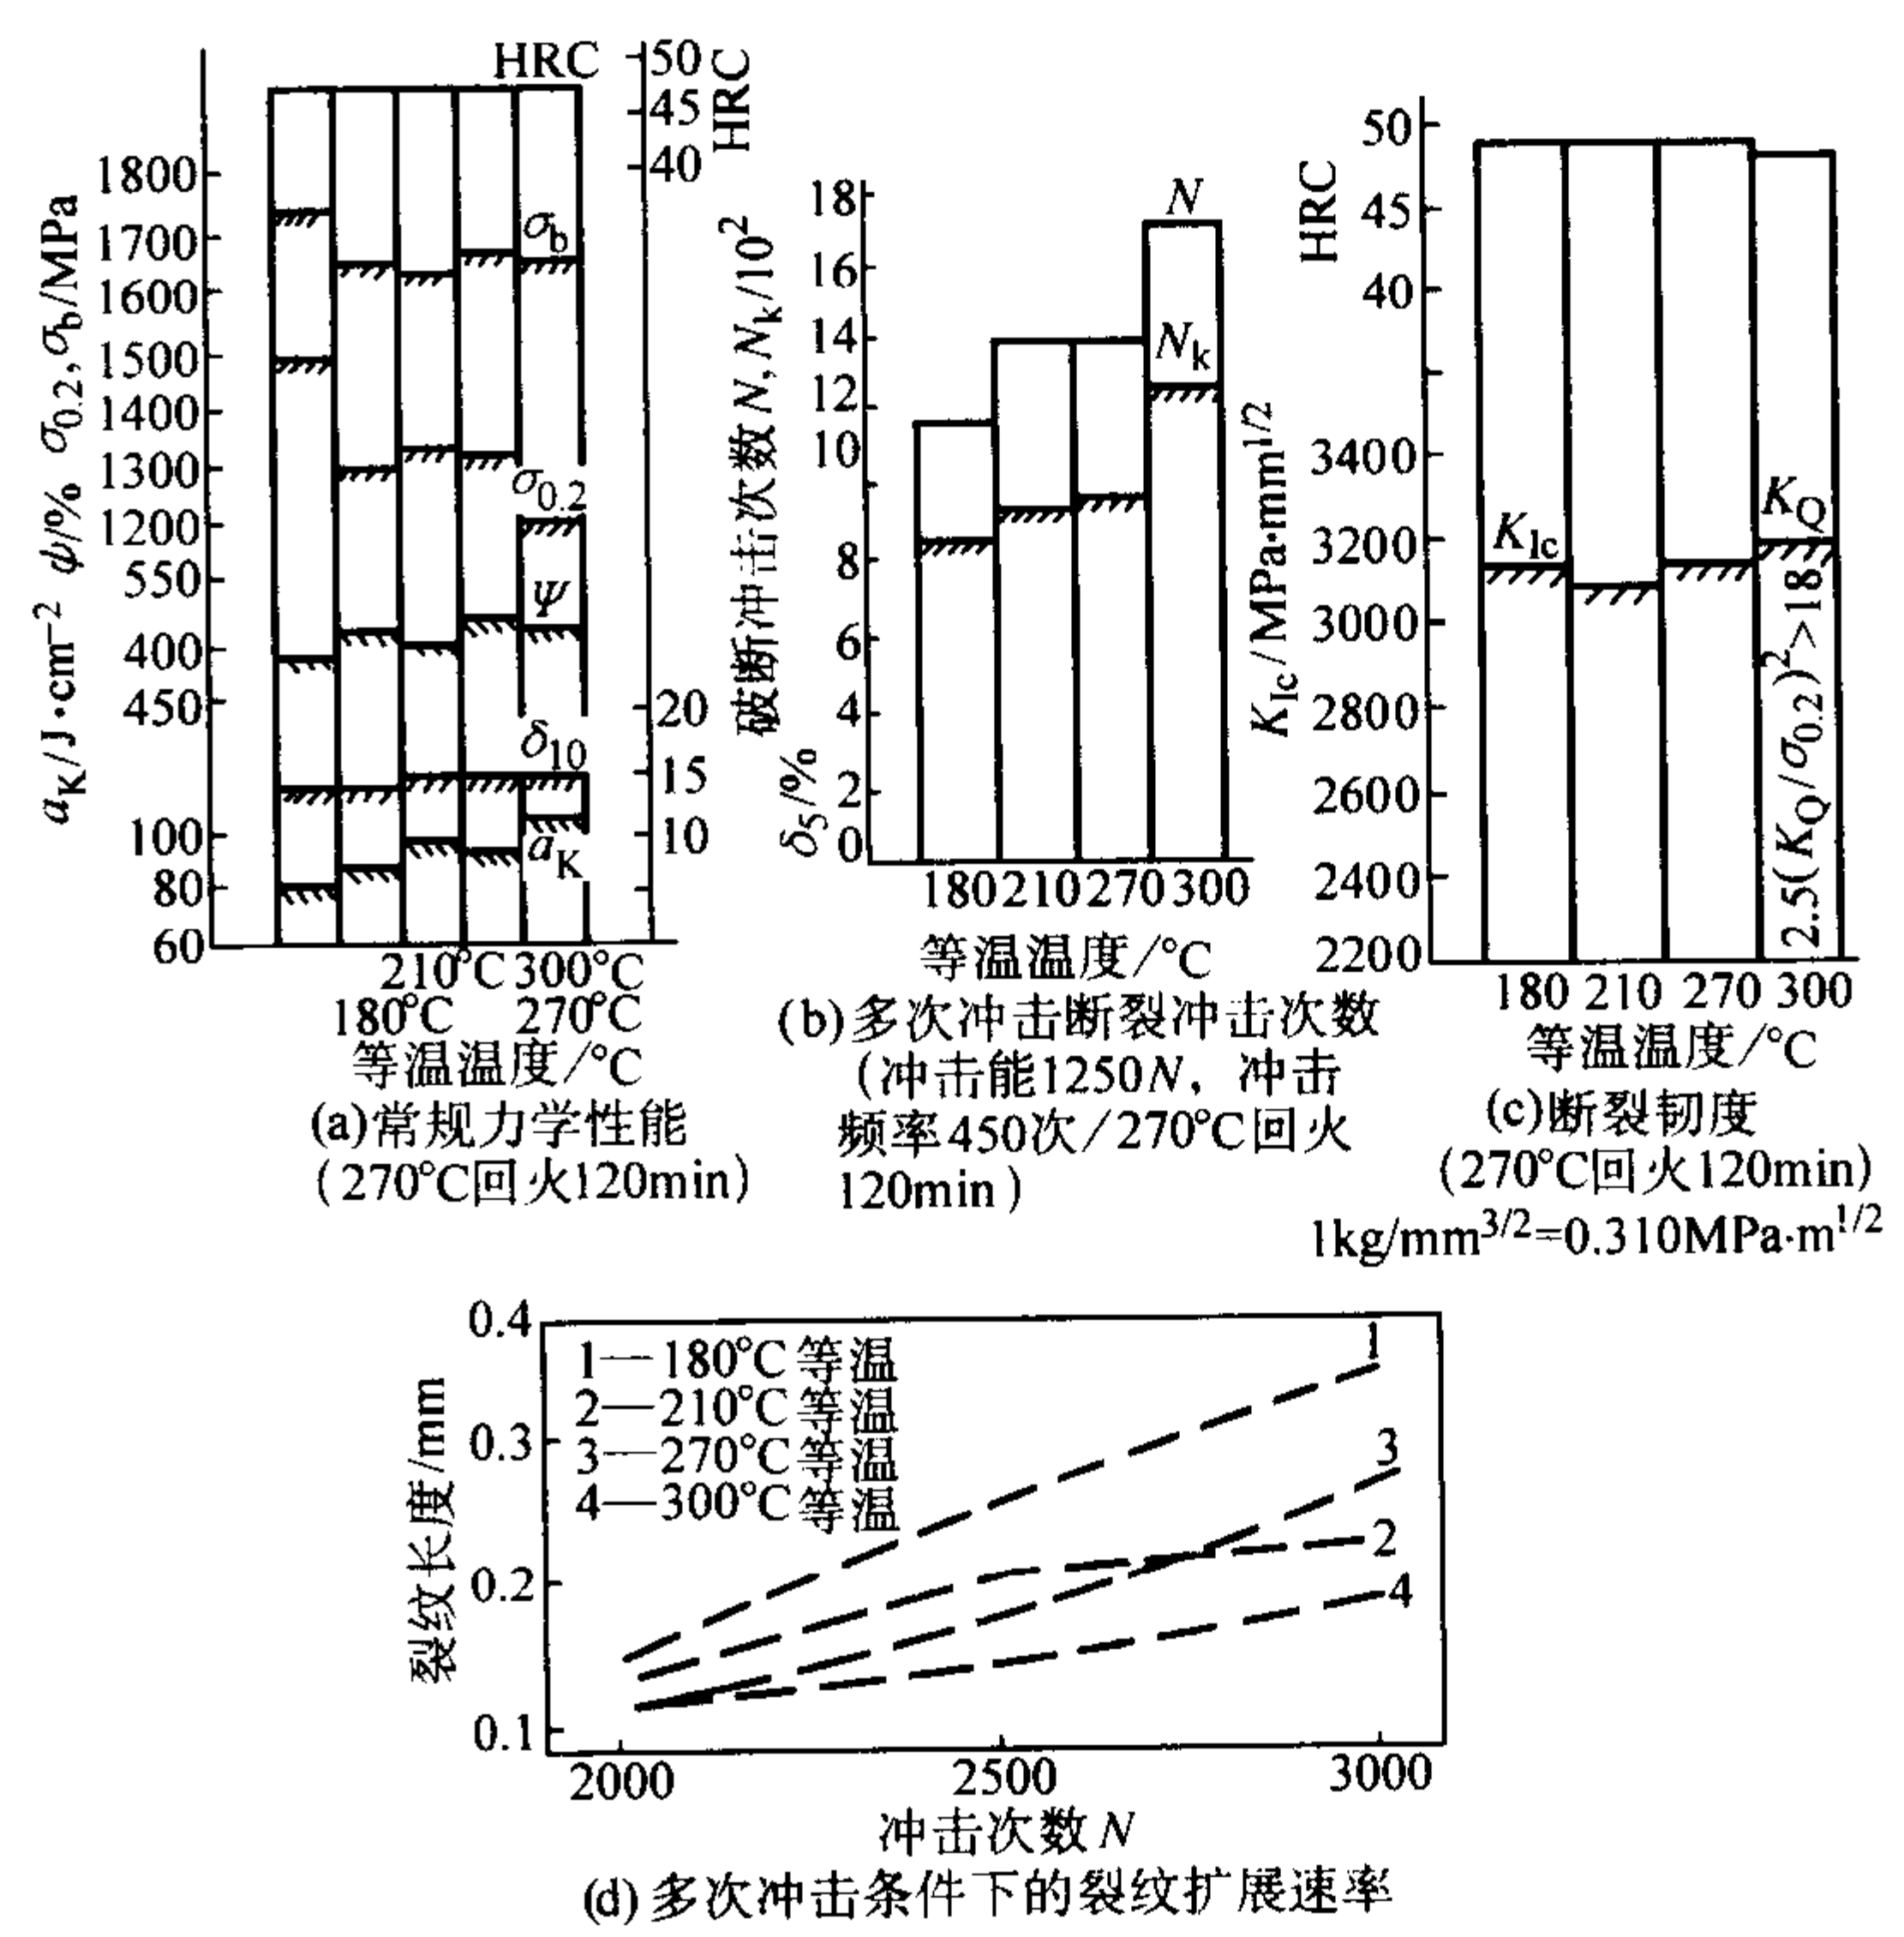 HRC
50
45
40
HRC
1800
1700
1600
1500
1400
1300
1200
550
400
450
100
80
60
aK/J·cm⁻² ψ/% σ0.2,σb/MPa
σb
σ0.2
Ψ
δ10
aK
20
15
10
210℃ 300℃
180℃ 270℃
等温温度/℃
(a)常规力学性能
(270℃回火120min)
破断冲击次数N,Nk/10²
δ5/%
18
16
14
12
10
8
6
4
2
0
N
Nk
180 210 270 300
等温温度/℃
(b)多次冲击断裂冲击次数
(冲击能1250N, 冲击
频率450次/270℃回火
120min)
HRC
50
45
40
KIc/MPa·mm1/2
3400
3200
3000
2800
2600
2400
2200
KIc
KQ
2.5(KQ/σ0.2)²>18
180 210 270 300
等温温度/℃
(c)断裂韧度
(270℃回火120min)
1kg/mm3/2=0.310MPa·m1/2
0.4
0.3
0.2
0.1
裂纹长度/mm
1—180℃等温
2—210℃等温
3—270℃等温
4—300℃等温
1
3
2
4
2000 2500 3000
冲击次数N
(d)多次冲击条件下的裂纹扩展速率